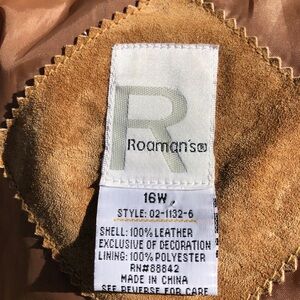 R
Roaman's®
16W
STYLE: 02-1132-6
SHELL: 100% LEATHER
EXCLUSIVE OF DECORATION
LINING: 100% POLYESTER
RN#88842
MADE IN CHINA
SEE REVERSE FOR CARE